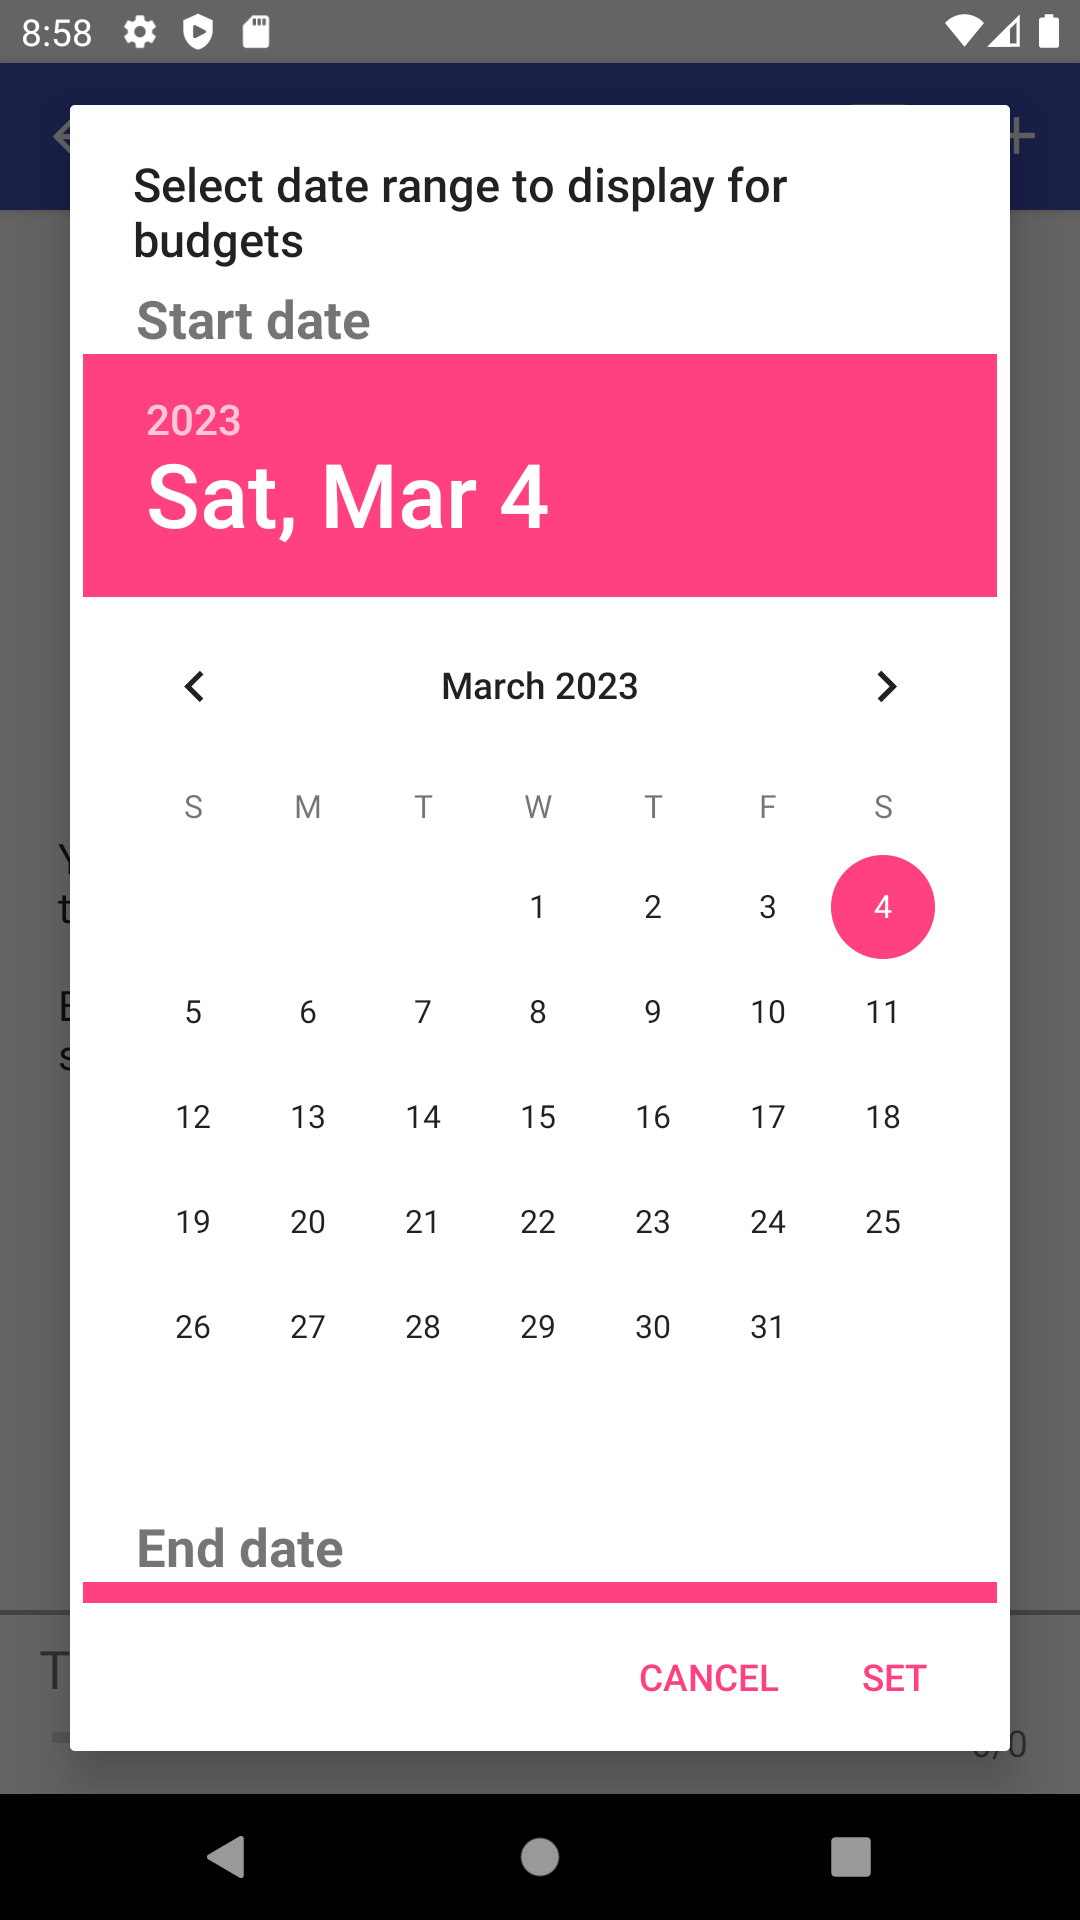 8:58
Select date range to display for
budgets
Start date
2023
Sat, Mar 4
March 2023
S M T W T F S
1 2 3 4
5 6 7 8 9 10 11
12 13 14 15 16 17 18
19 20 21 22 23 24 25
26 27 28 29 30 31
End date
CANCEL SET